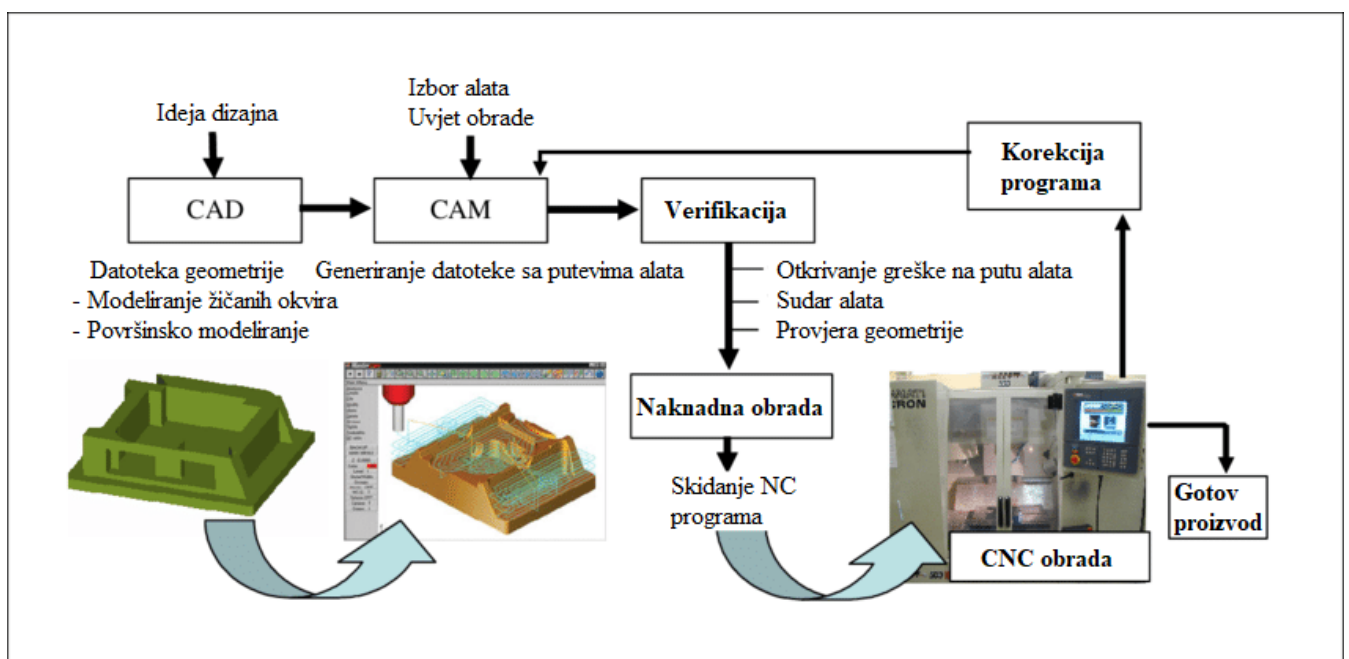 Ideja dizajna
Izbor alata
Uvjet obrade
CAD
CAM
Verifikacija
Korekcija
programa
Datoteka geometrije
- Modeliranje žičanih okvira
- Površinsko modeliranje
Generiranje datoteke sa putevima alata
Otkrivanje greške na putu alata
Sudar alata
Provjera geometrije
Naknadna obrada
Skidanje NC
programa
CNC obrada
Gotov
proizvod